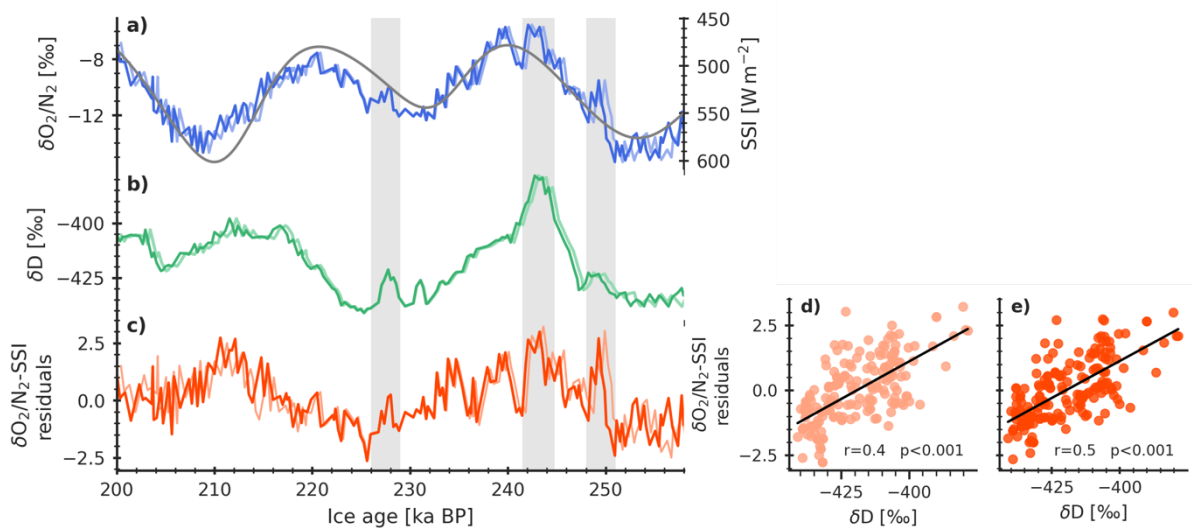 a)
δO₂/N₂ [‰]
−8
−12
450
500
550
600
SSI [W m⁻²]
b)
δD [‰]
−400
−425
c)
δO₂/N₂-SSI
residuals
2.5
0.0
−2.5
200
210
220
230
240
250
Ice age [ka BP]
d)
δO₂/N₂-SSI
residuals
2.5
0.0
−2.5
r=0.4 p<0.001
−425
−400
δD [‰]
e)
r=0.5 p<0.001
−425
−400
δD [‰]